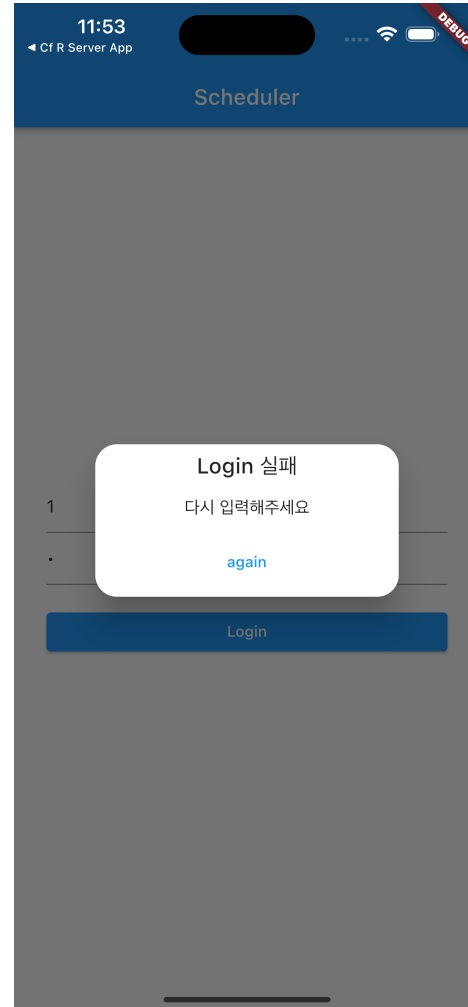 11:53
◀ Cf R Server App
DEBUG
Scheduler
Login 실패
다시 입력해주세요
1
again
Login